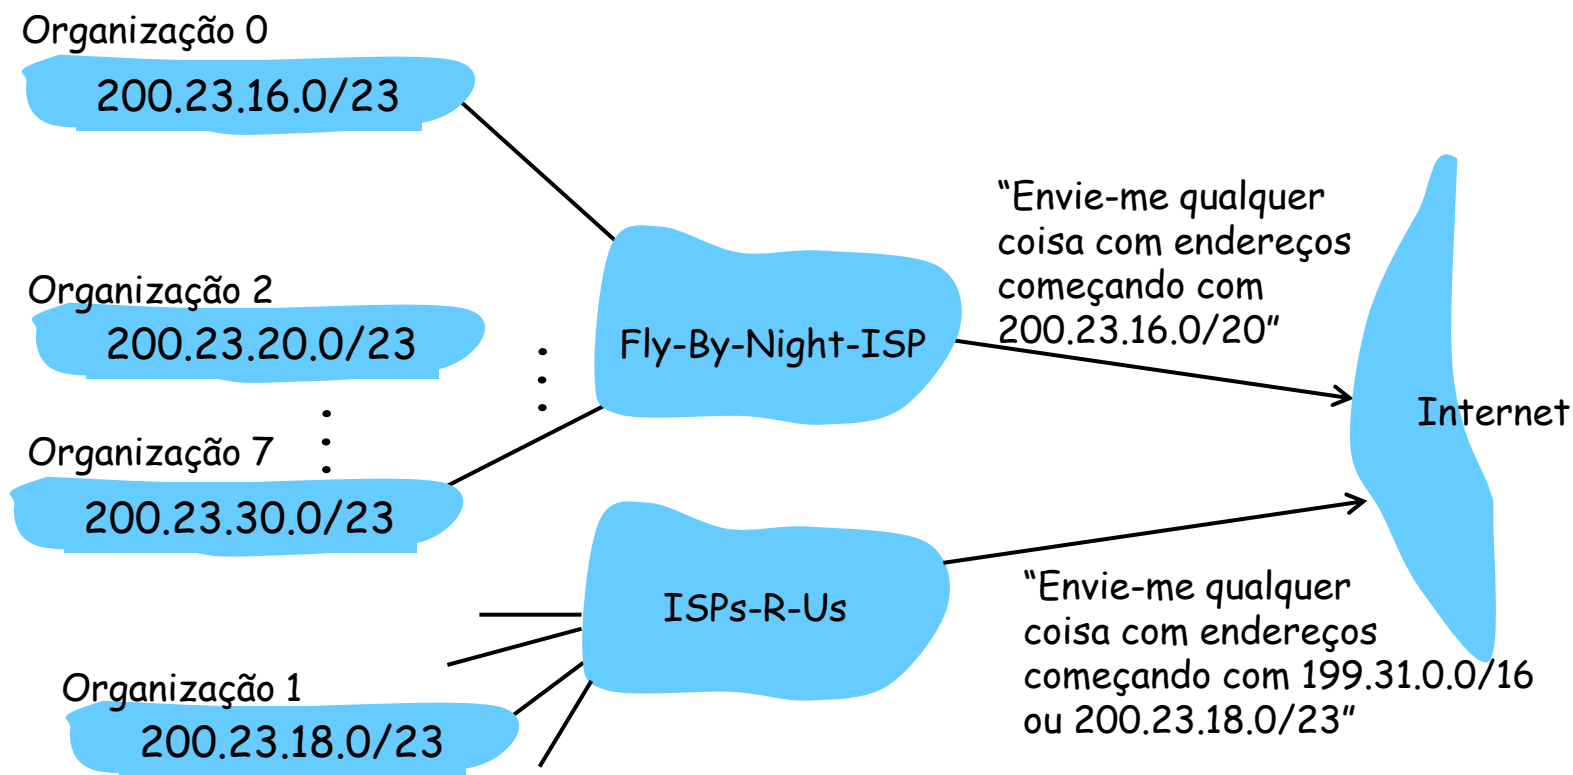 Organização 0
200.23.16.0/23
Organização 2
200.23.20.0/23
Organização 7
200.23.30.0/23
Fly-By-Night-ISP
"Envie-me qualquer
coisa com endereços
começando com
200.23.16.0/20”
Internet
ISPs-R-Us
Organização 1
200.23.18.0/23
“Envie-me qualquer
coisa com endereços
começando com 199.31.0.0/16
ou 200.23.18.0/23”